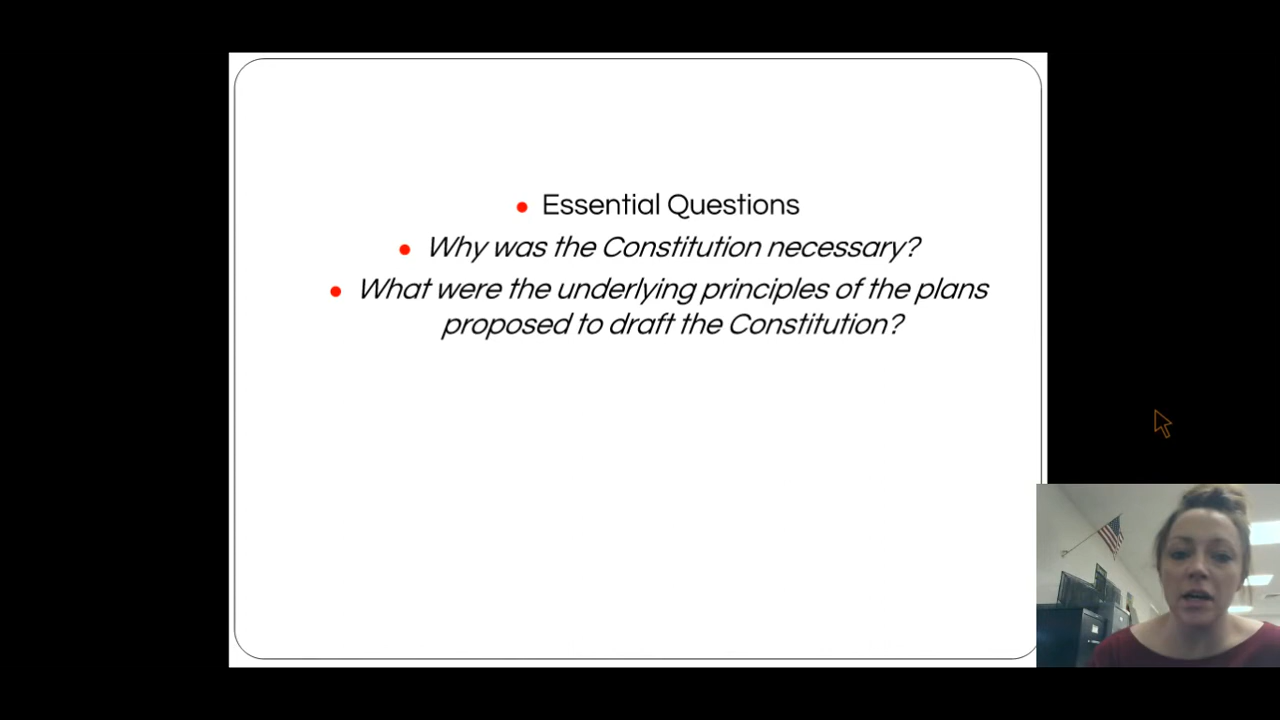 Essential Questions
Why was the Constitution necessary?
What were the underlying principles of the plans
proposed to draft the Constitution?